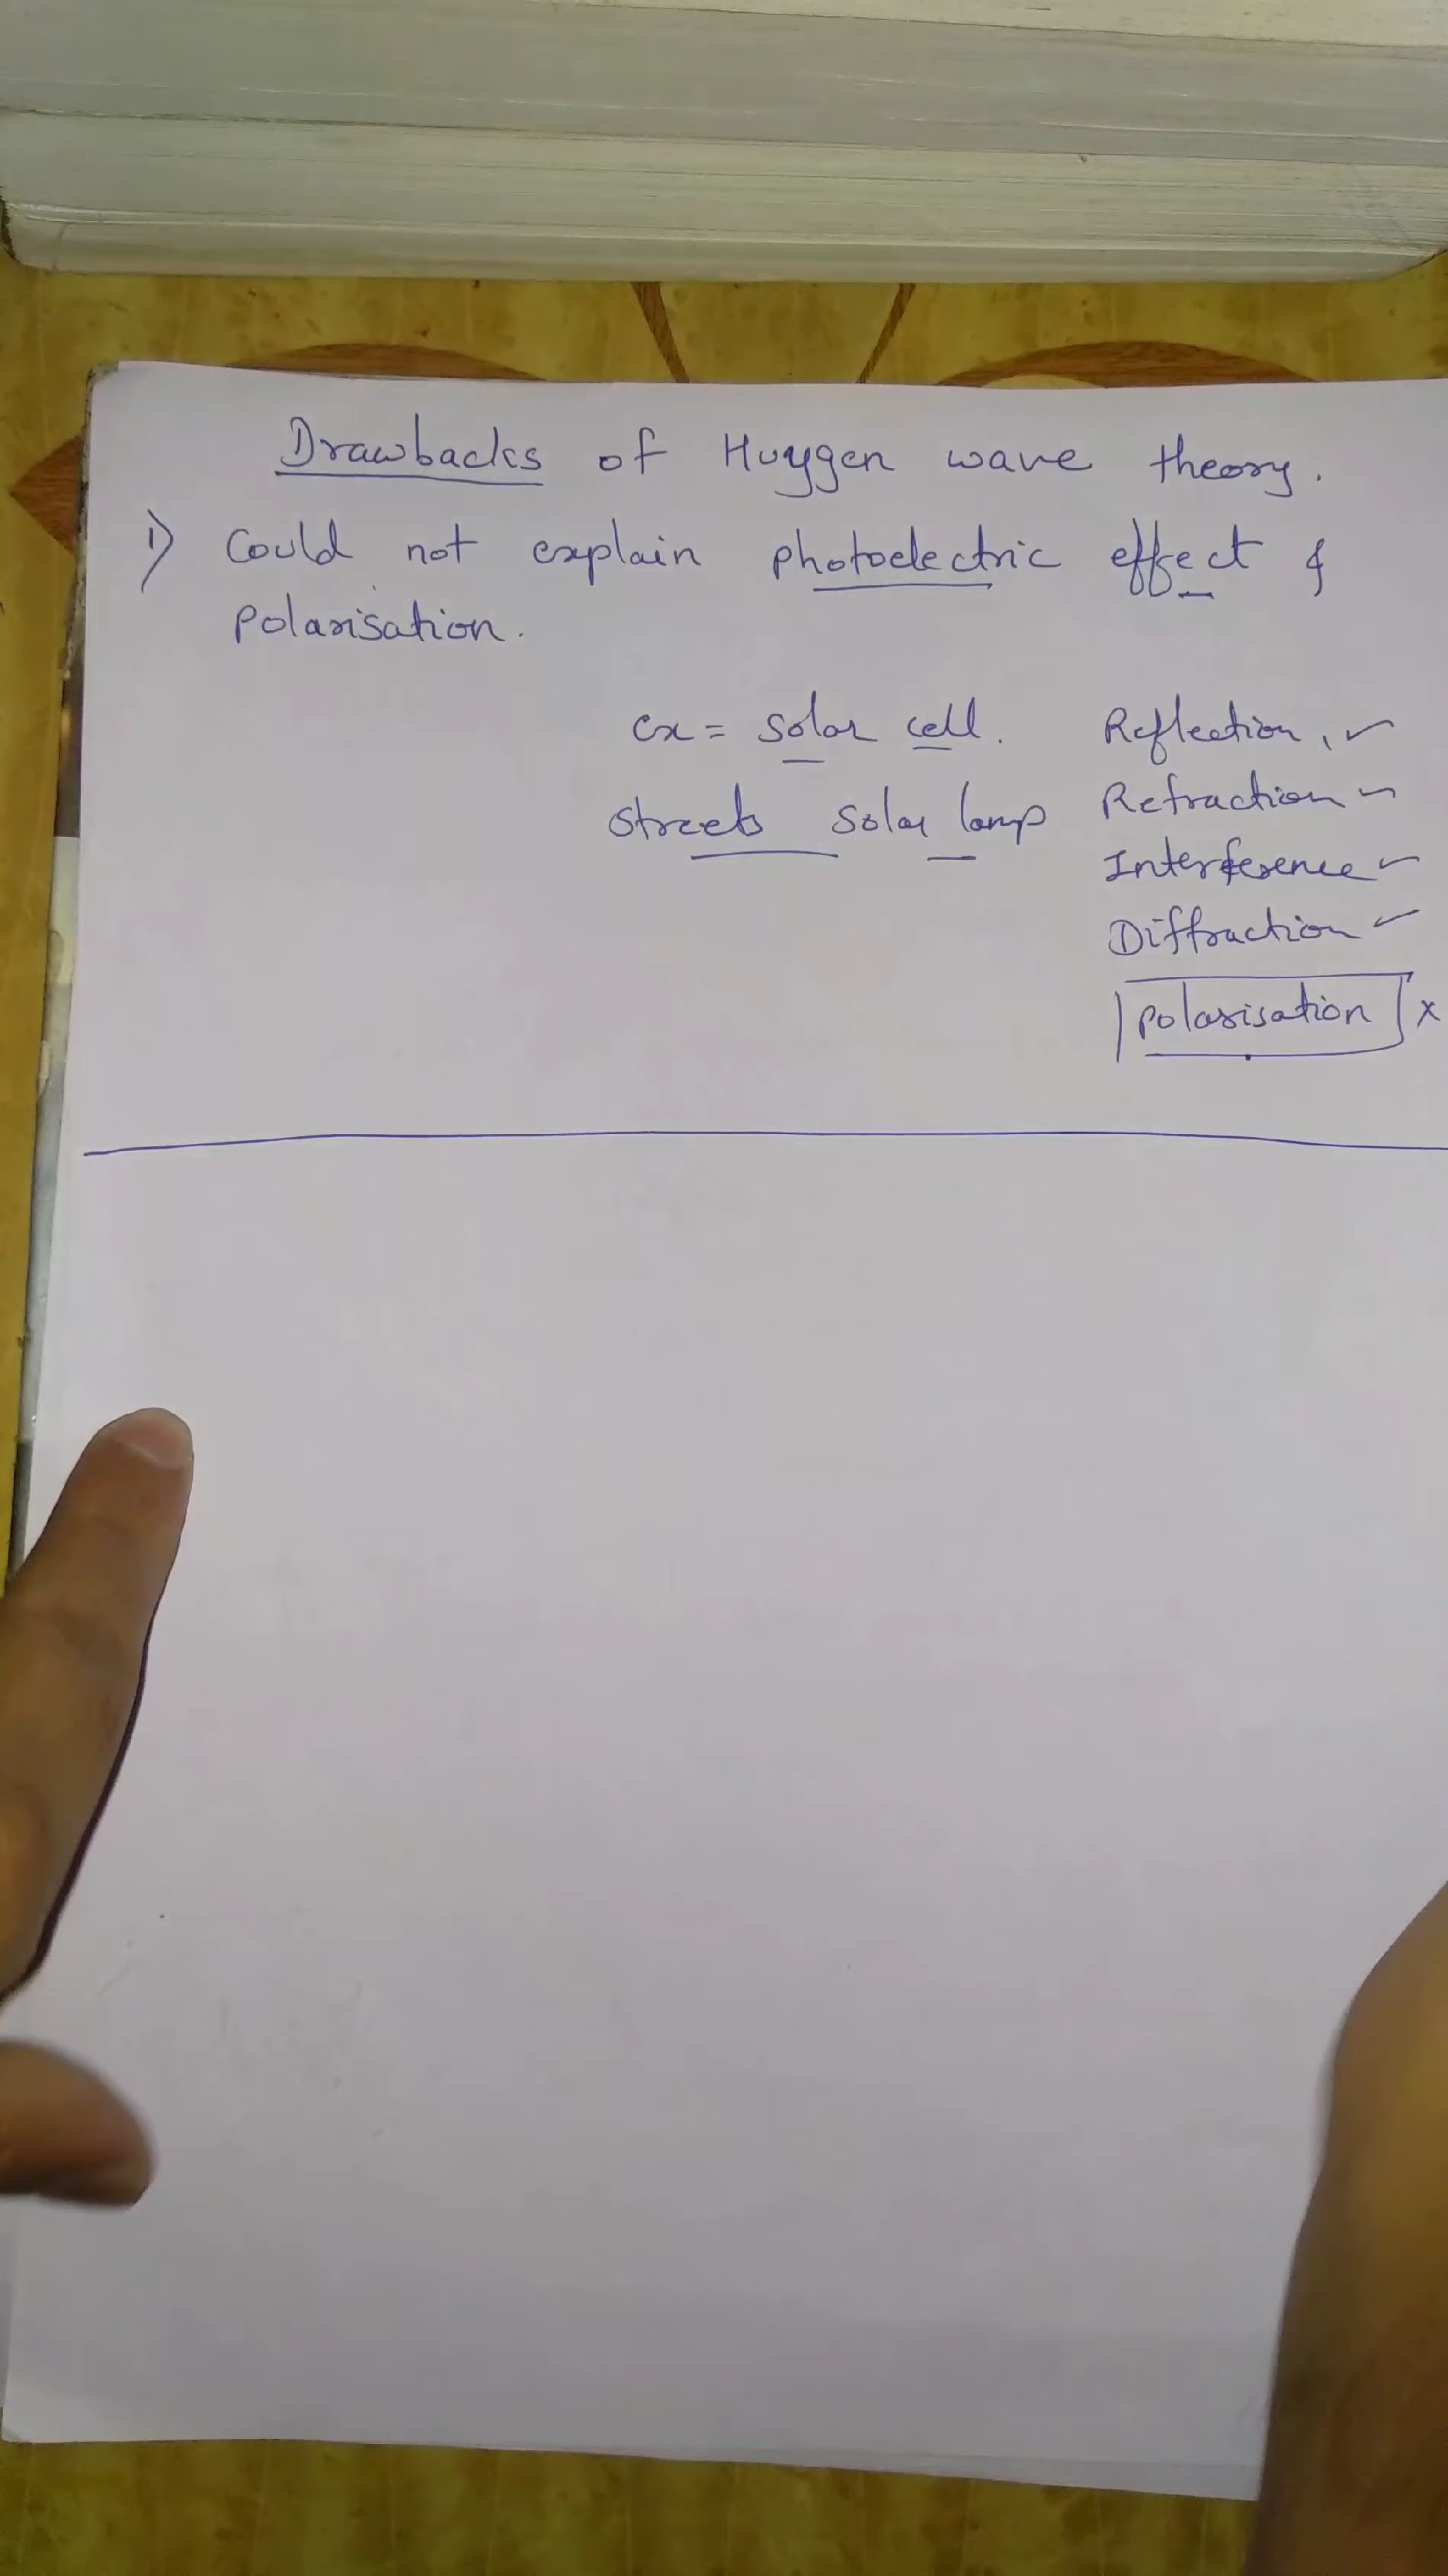 Drawbacks of Huygen wave theory.
1) Could not explain photoelectric effect &
Polarisation.
ex = solar cell.
streets solar lamp
Reflection, ✓
Refraction ✓
Interference ✓
Diffraction ✓
polarisation x